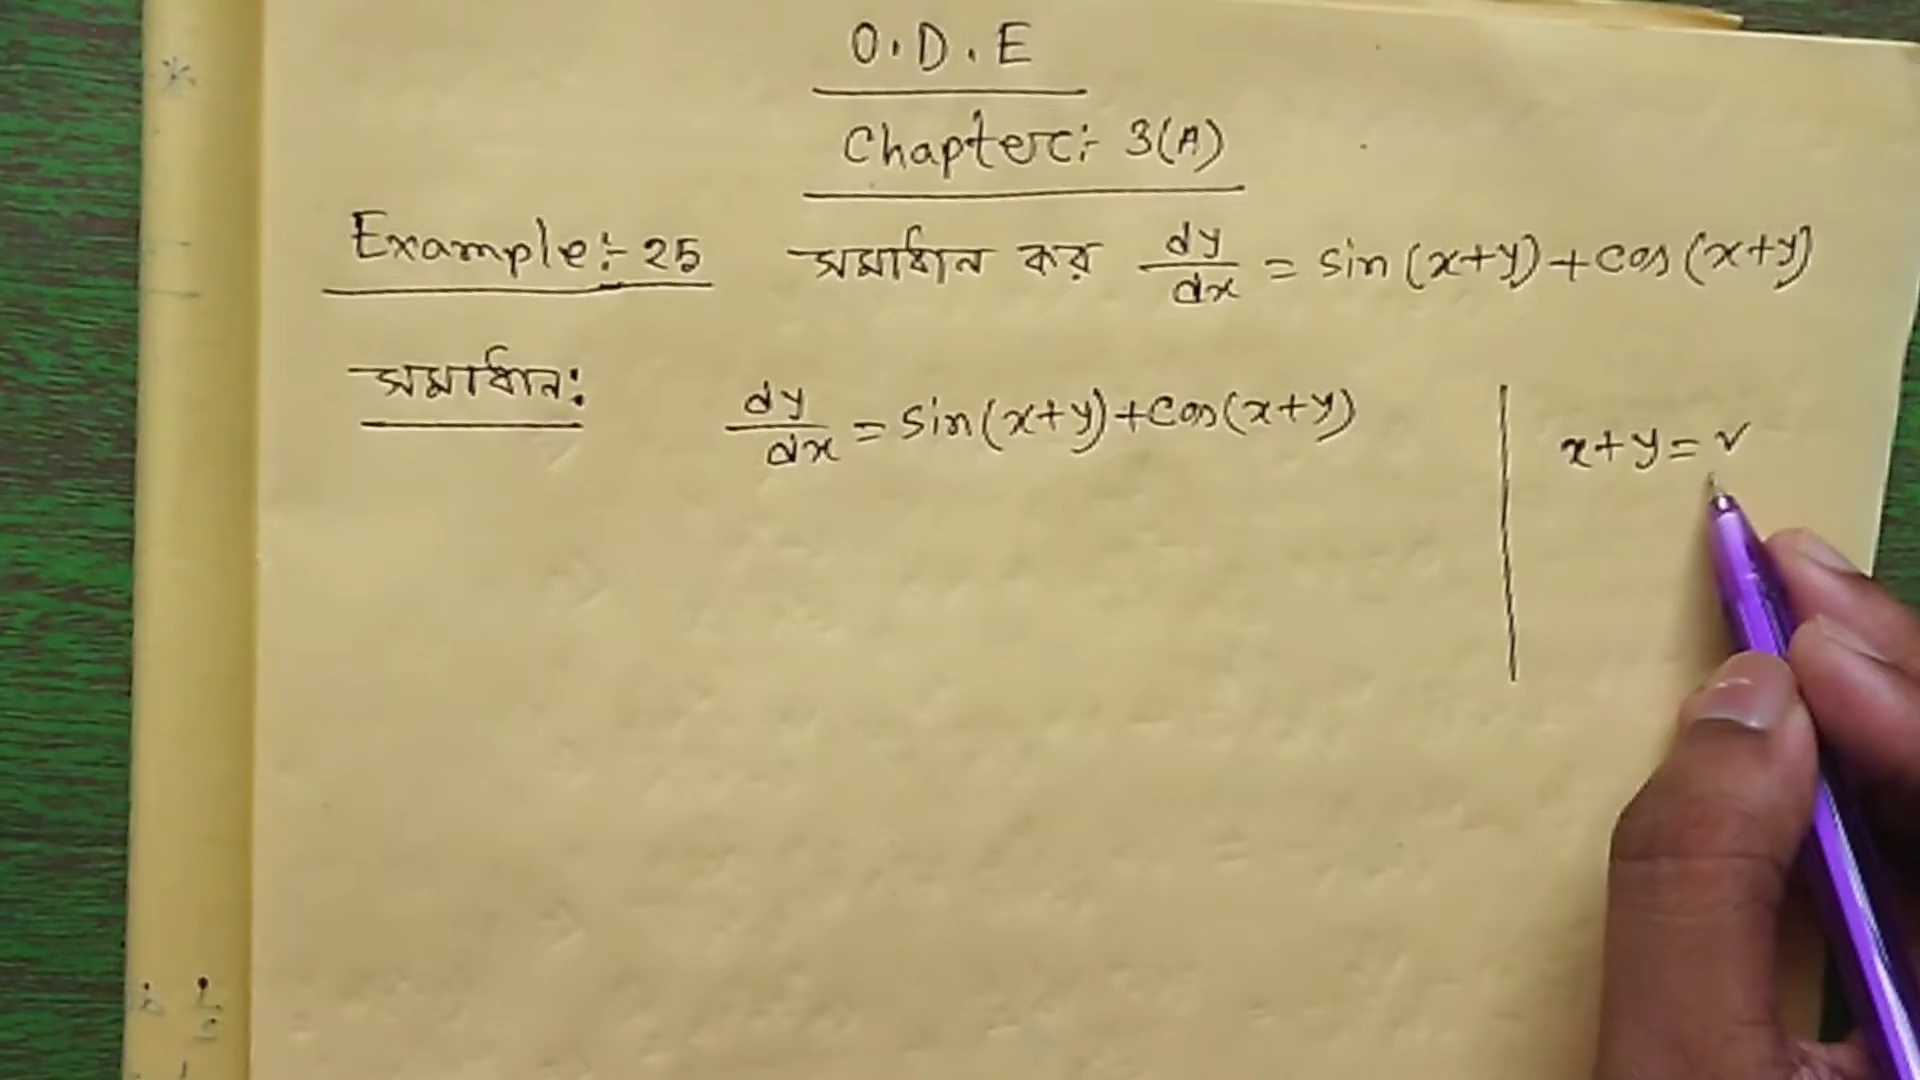 O.D.E
Chapter:- 3(A)
Example:- 25 সমাধান কর dy/dx = sin(x+y)+cos(x+y)
সমাধান: dy/dx = sin(x+y)+cos(x+y)
x+y=v